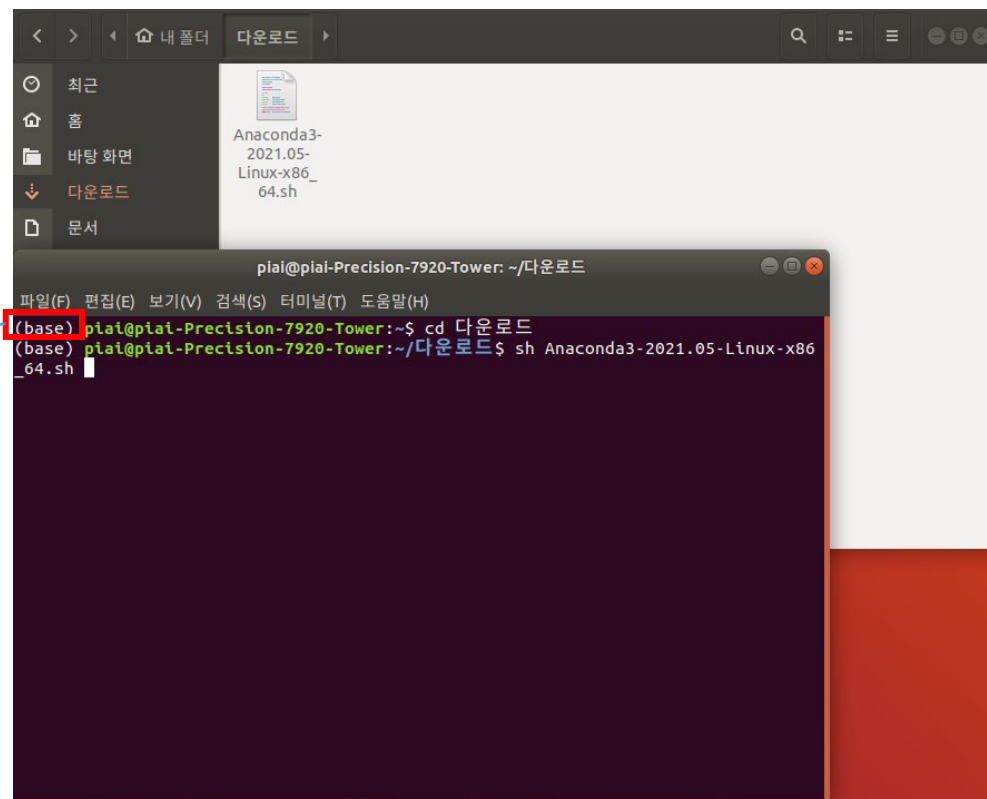 내 폴더 다운로드
최근
홈
바탕 화면
다운로드
문서
Anaconda3-
2021.05-
Linux-x86_
64.sh
piai@piai-Precision-7920-Tower: ~/다운로드
파일(F) 편집(E) 보기(V) 검색(S) 터미널(T) 도움말(H)
(base) piai@piai-Precision-7920-Tower:~$ cd 다운로드
(base) piai@piai-Precision-7920-Tower:~/다운로드$ sh Anaconda3-2021.05-Linux-x86
_64.sh